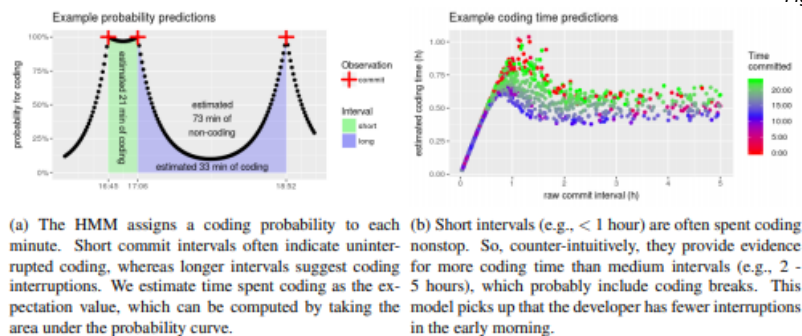 Example probability predictions
100%
75%
50%
25%
0%
probability for coding
estimated 21 min of coding
estimated
73 min of
non-coding
estimated 33 min of coding
16:45 17:06 18:52
Observation
commit
Interval
short
long
Example coding time predictions
1.00
0.75
0.50
0.25
0.00
estimated coding time (h)
0 1 2 3 4 5
raw commit interval (h)
Time
committed
20:00
15:00
10:00
5:00
0:00
(a) The HMM assigns a coding probability to each
minute. Short commit intervals often indicate uninter-
rupted coding, whereas longer intervals suggest coding
interruptions. We estimate time spent coding as the ex-
pectation value, which can be computed by taking the
area under the probability curve.
(b) Short intervals (e.g., < 1 hour) are often spent coding
nonstop. So, counter-intuitively, they provide evidence
for more coding time than medium intervals (e.g., 2 -
5 hours), which probably include coding breaks. This
model picks up that the developer has fewer interruptions
in the early morning.